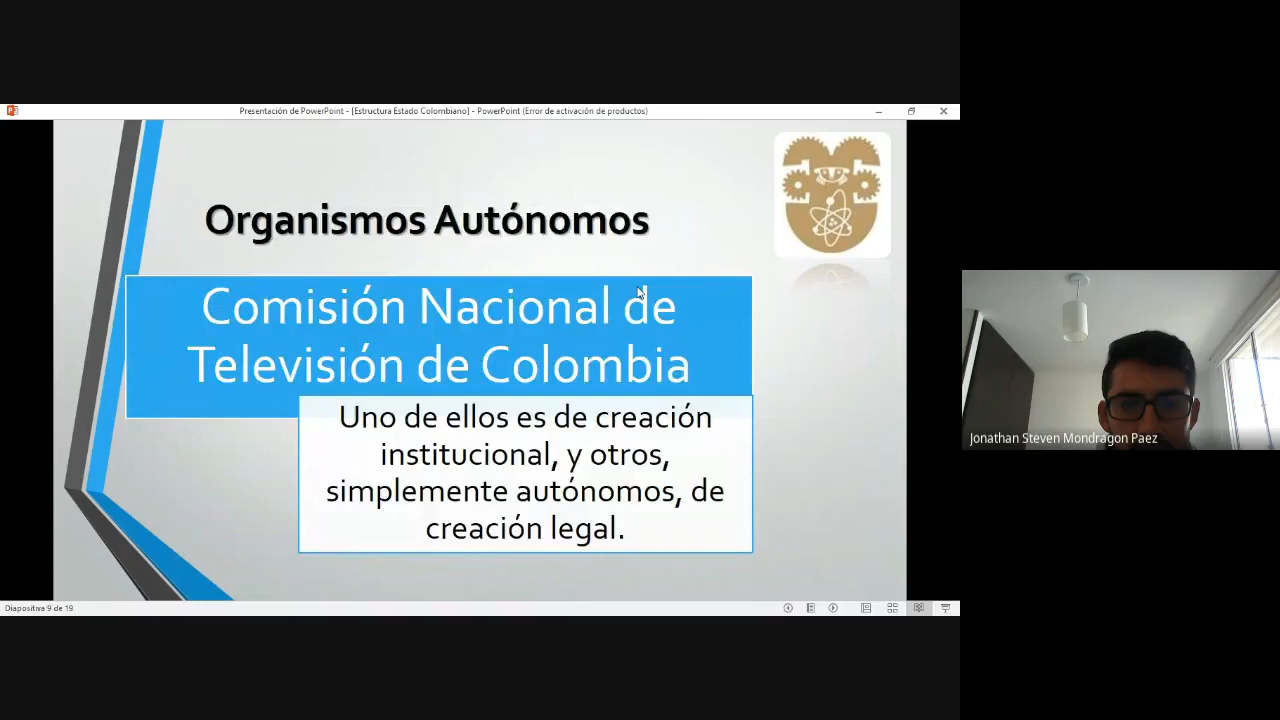 Presentación de PowerPoint - [Estructura Estado Colombiano] - PowerPoint (Error de activación de productos)
Organismos Autónomos
Comisión Nacional de
Televisión de Colombia
Uno de ellos es de creación
institucional, y otros,
simplemente autónomos, de
creación legal.
Jonathan Steven Mondragon Paez
Diapositiva 9 de 19